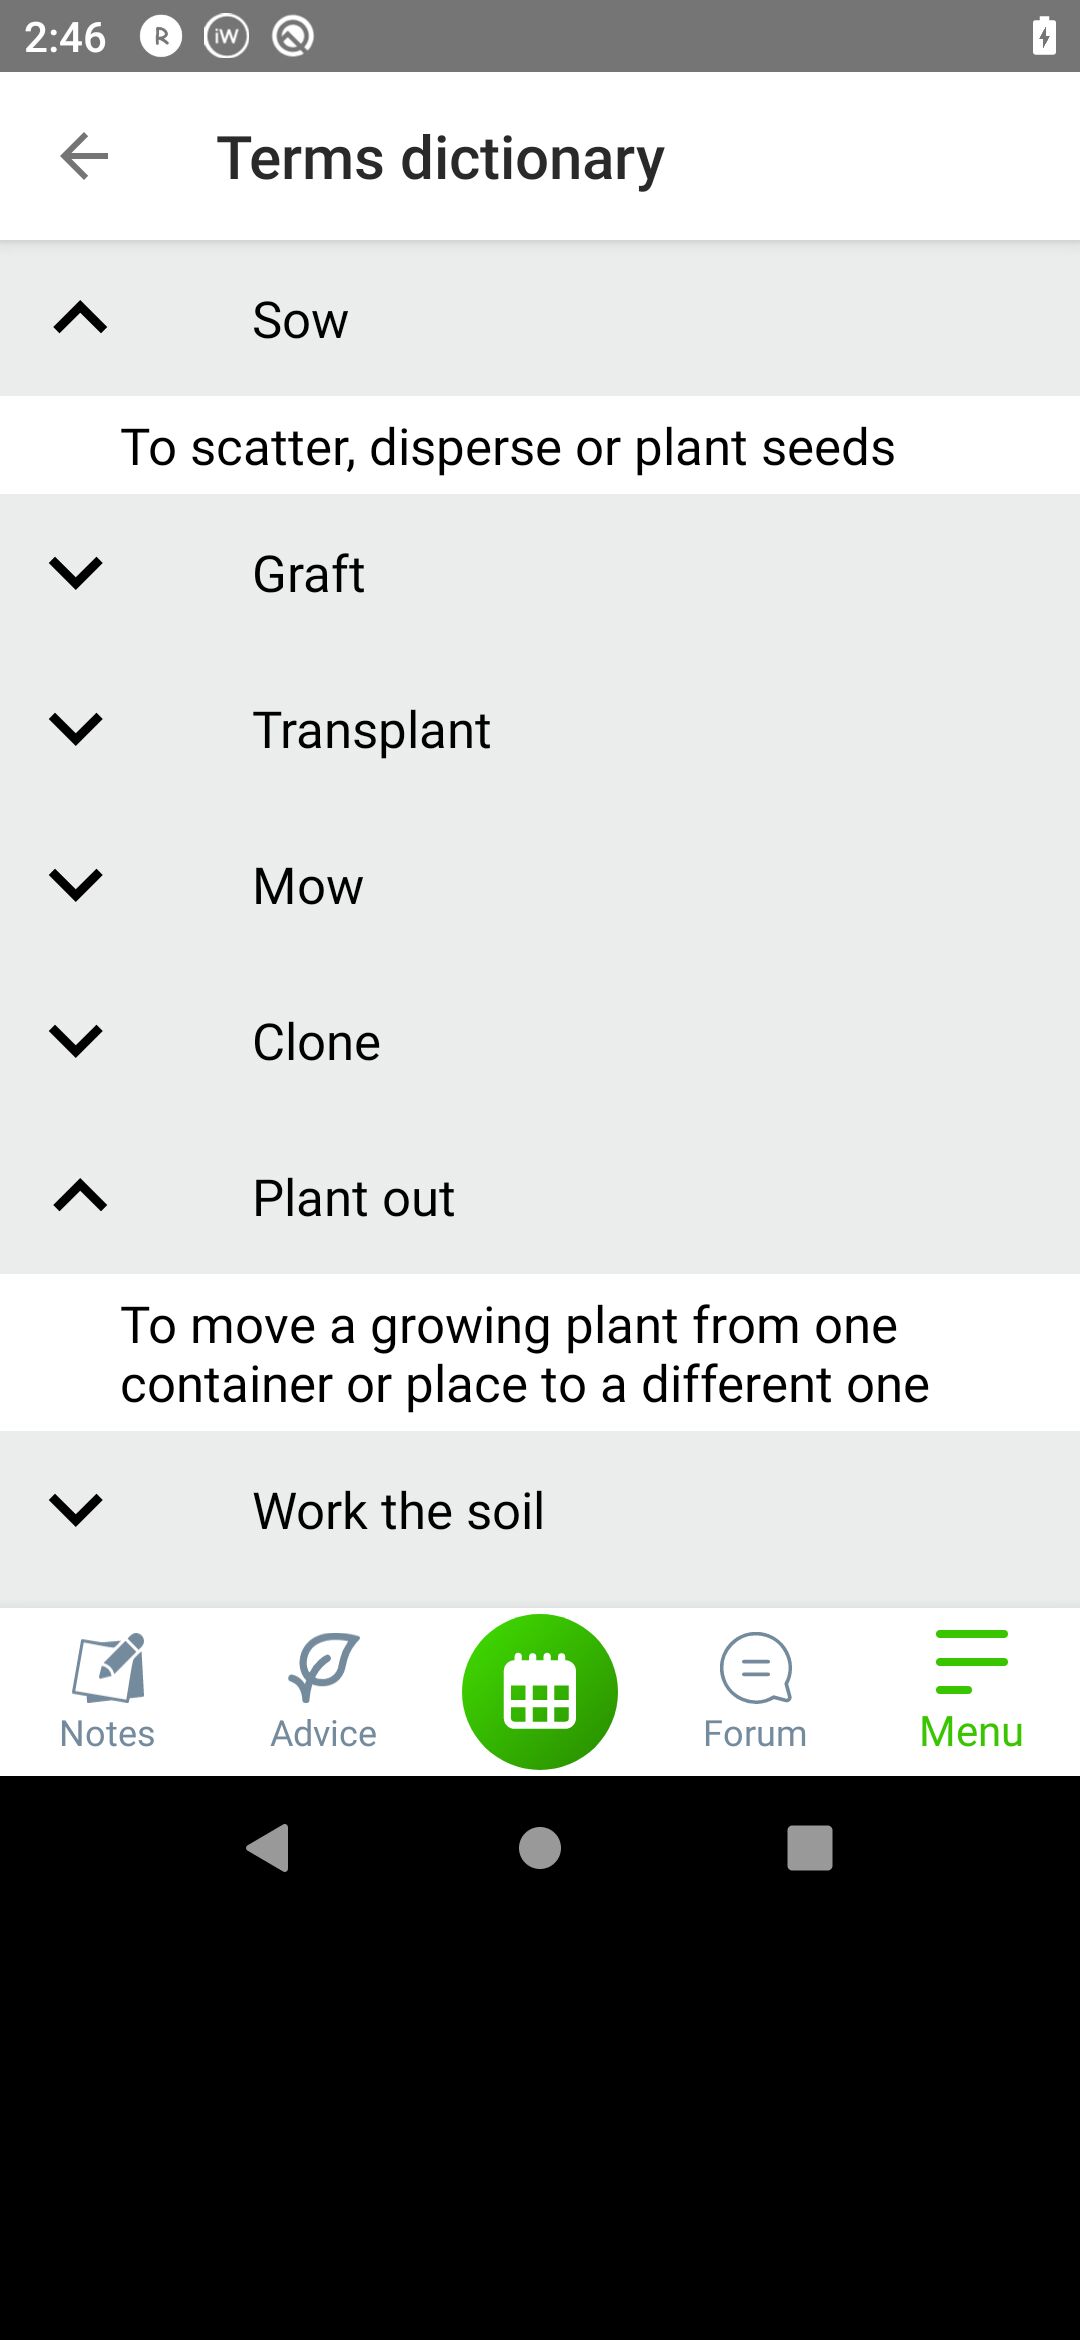 2:46
R iW
Terms dictionary
Sow
To scatter, disperse or plant seeds
Graft
Transplant
Mow
Clone
Plant out
To move a growing plant from one
container or place to a different one
Work the soil
Notes Advice Forum Menu